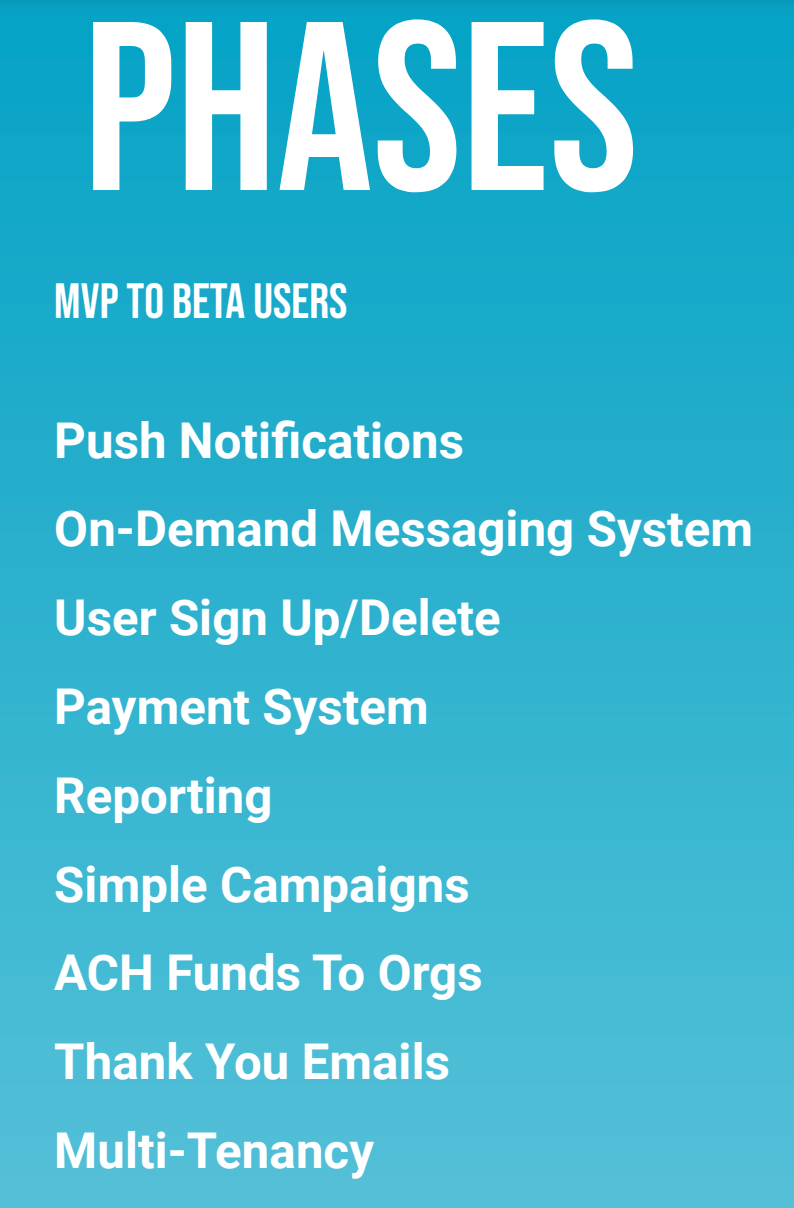 PHASES
MVP TO BETA USERS
Push Notifications
On-Demand Messaging System
User Sign Up/Delete
Payment System
Reporting
Simple Campaigns
ACH Funds To Orgs
Thank You Emails
Multi-Tenancy